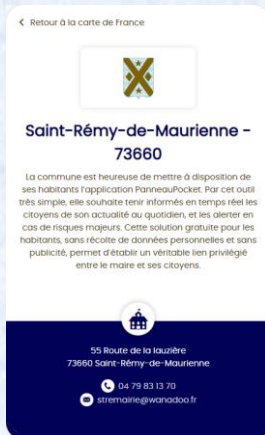 Retour à la carte de France
Saint-Rémy-de-Maurienne -
73660
La commune est heureuse de mettre à disposition de
ses habitants l'application PanneauPocket. Par cet outil
très simple, elle souhaite tenir informés en temps réel les
citoyens de son actualité au quotidien, et les alerter en
cas de risques majeurs. Cette solution gratuite pour les
habitants, sans récolte de données personnelles et sans
publicité, permet d'établir un véritable lien privilégié
entre le maire et ses citoyens.
55 Route de la lauzière
73660 Saint-Rémy-de-Maurienne
04 79 83 13 70
stremairie@wanadoo.fr